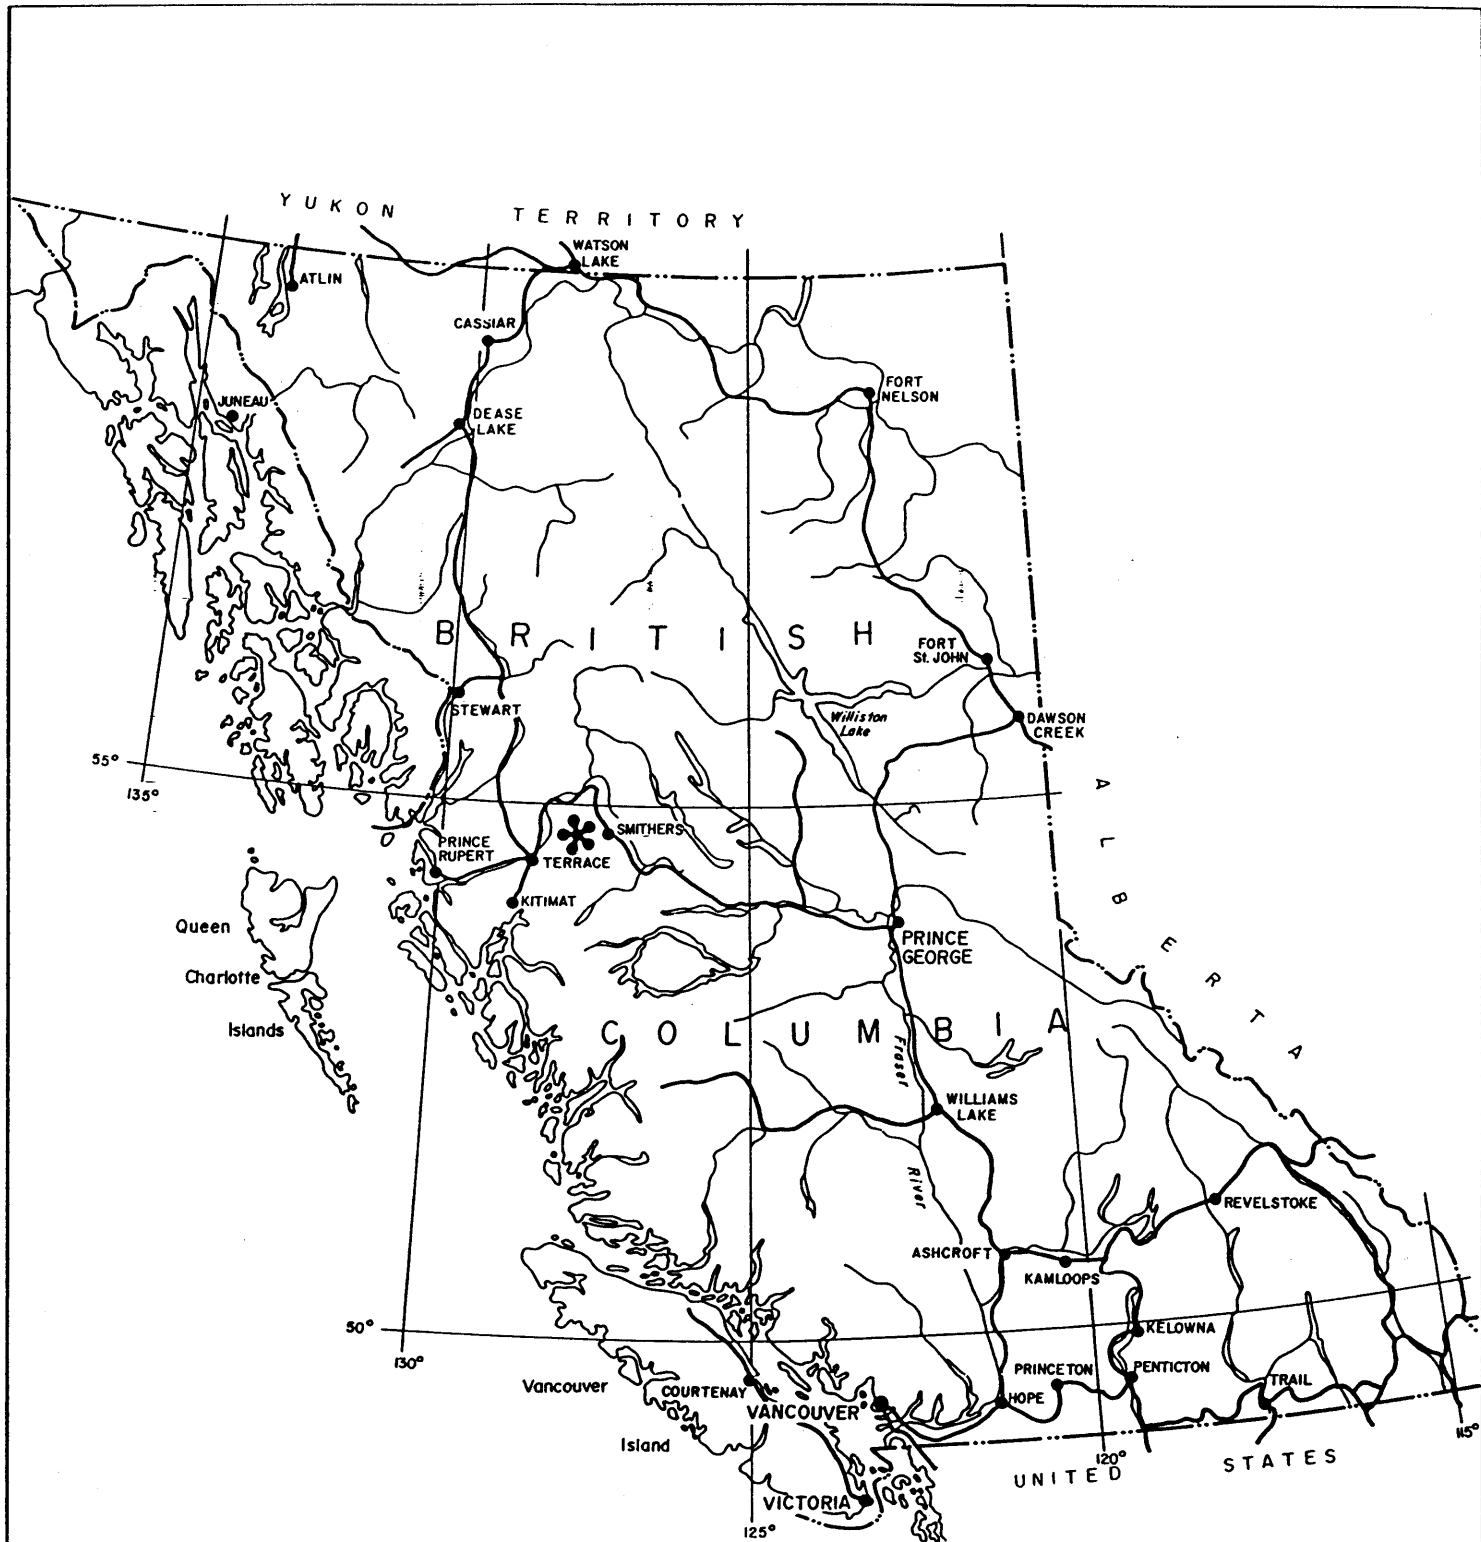 YUKON TERRITORY
WATSON
LAKE
ATLIN
CASSIAR
FORT
NELSON
JUNEAU
DEASE
LAKE
BRITISH
FORT
St. JOHN
STEWART
Williston
Lake
DAWSON
CREEK
55°
135°
ALBERTA
PRINCE
RUPERT
SMITHERS
TERRACE
KITIMAT
Queen
Charlotte
Islands
PRINCE
GEORGE
COLUMBIA
Fraser
River
WILLIAMS
LAKE
REVELSTOKE
ASHCROFT
KAMLOOPS
50°
130°
KELOWNA
Vancouver
Island
COURTENAY
PRINCETON
PENTICTON
TRAIL
VANCOUVER
HOPE
115°
120°
UNITED STATES
VICTORIA
125°